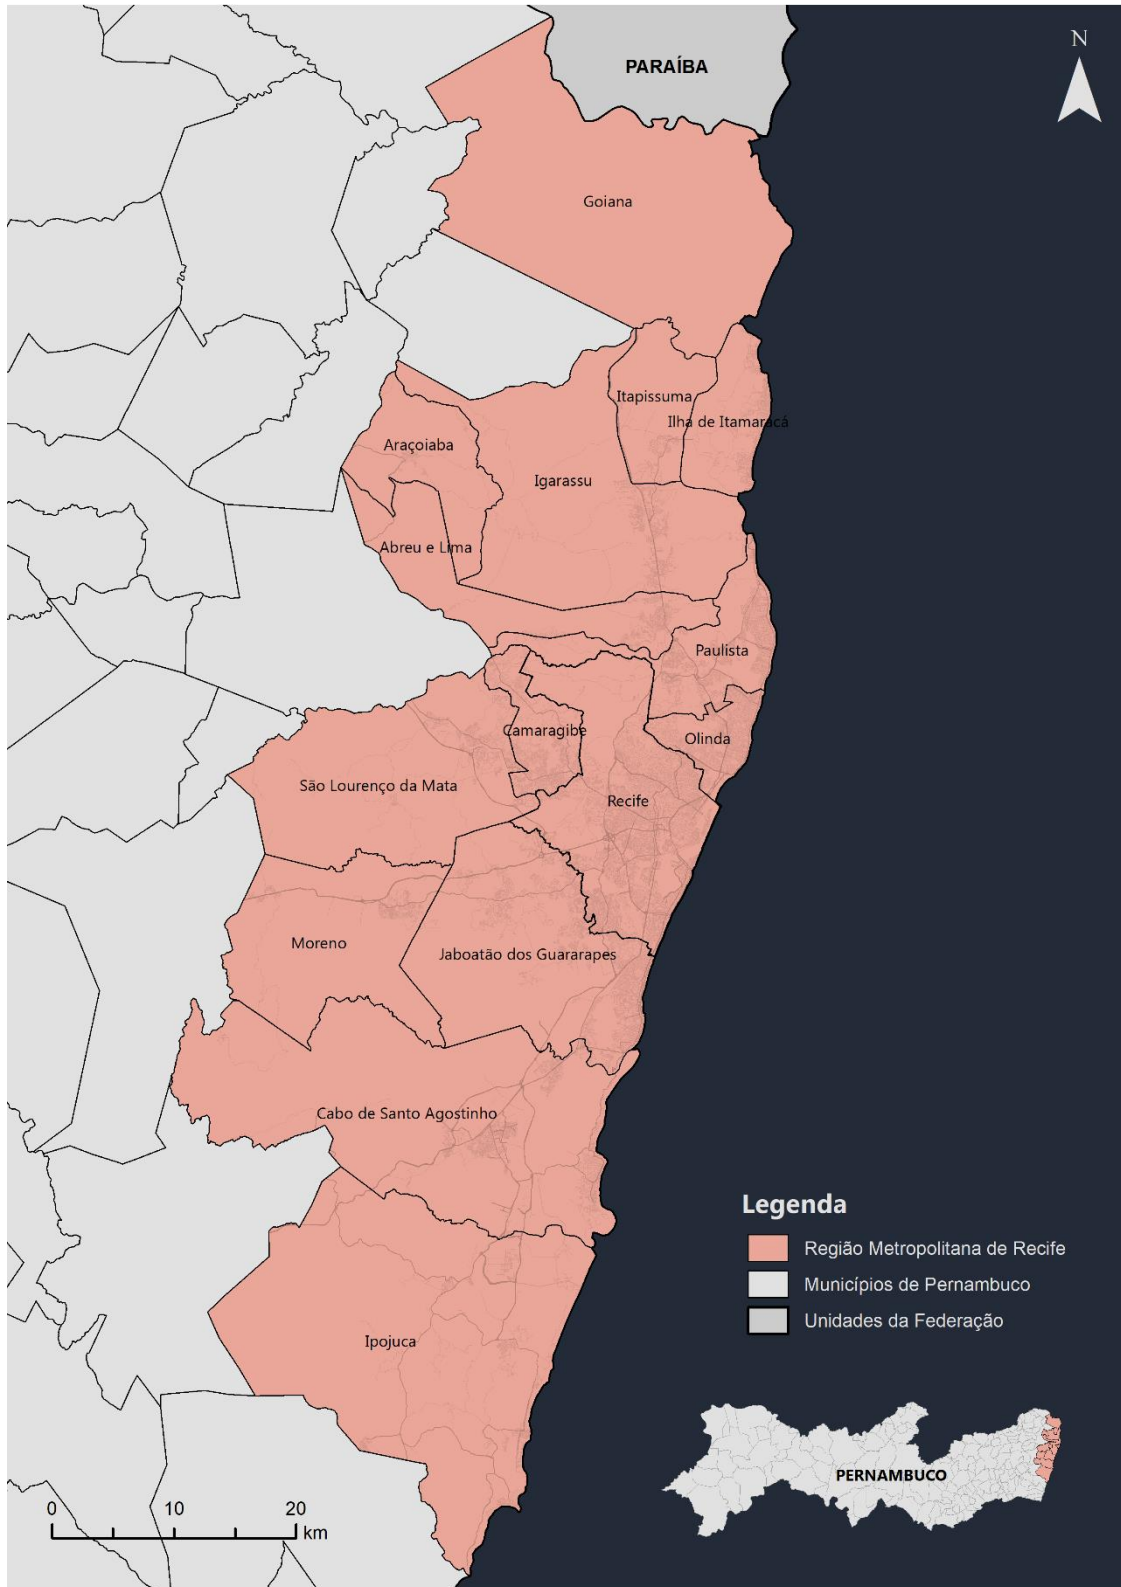 PARAÍBA
N
Goiana
Itapissuma
Ilha de Itamaracá
Araçoiaba
Igarassu
Abreu e Lima
Paulista
Camaragibe
Olinda
São Lourenço da Mata
Recife
Moreno
Jaboatão dos Guararapes
Cabo de Santo Agostinho
Ipojuca
Legenda
Região Metropolitana de Recife
Municípios de Pernambuco
Unidades da Federação
PERNAMBUCO
0 10 20
km